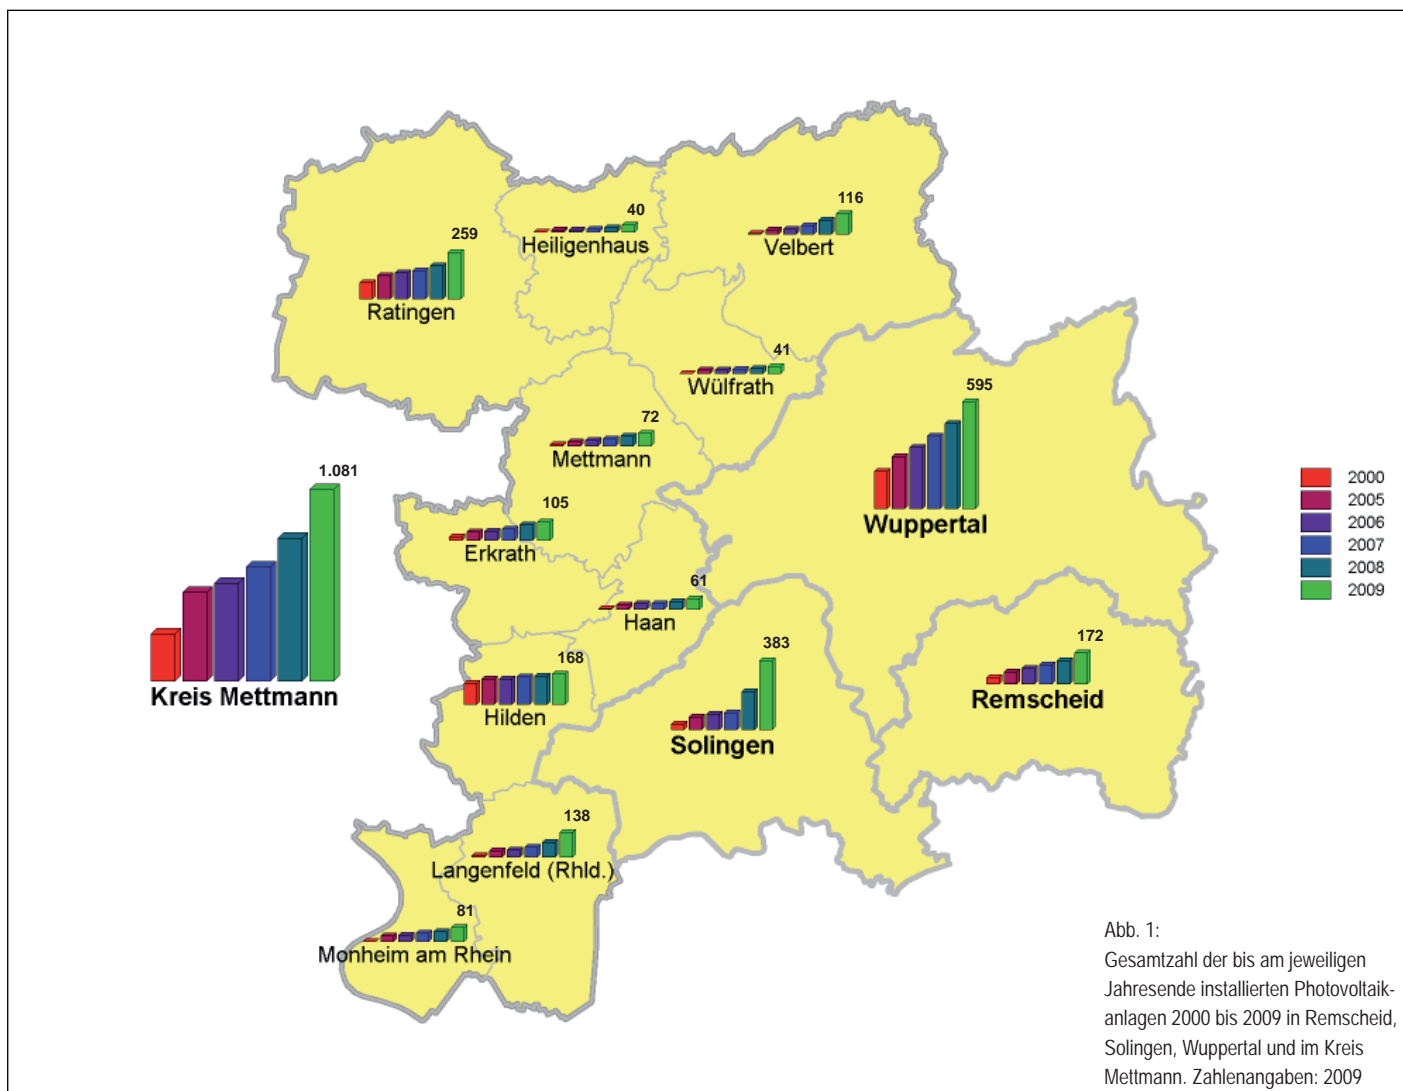 116
Velbert
40
Heiligenhaus
259
Ratingen
41
Wülfrath
595
Wuppertal
72
Mettmann
1.081
Kreis Mettmann
105
Erkrath
61
Haan
168
Hilden
383
Solingen
172
Remscheid
138
Langenfeld (Rhld.)
81
Monheim am Rhein
2000
2005
2006
2007
2008
2009
Abb. 1:
Gesamtzahl der bis am jeweiligen
Jahresende installierten Photovoltaik-
anlagen 2000 bis 2009 in Remscheid,
Solingen, Wuppertal und im Kreis
Mettmann. Zahlenangaben: 2009